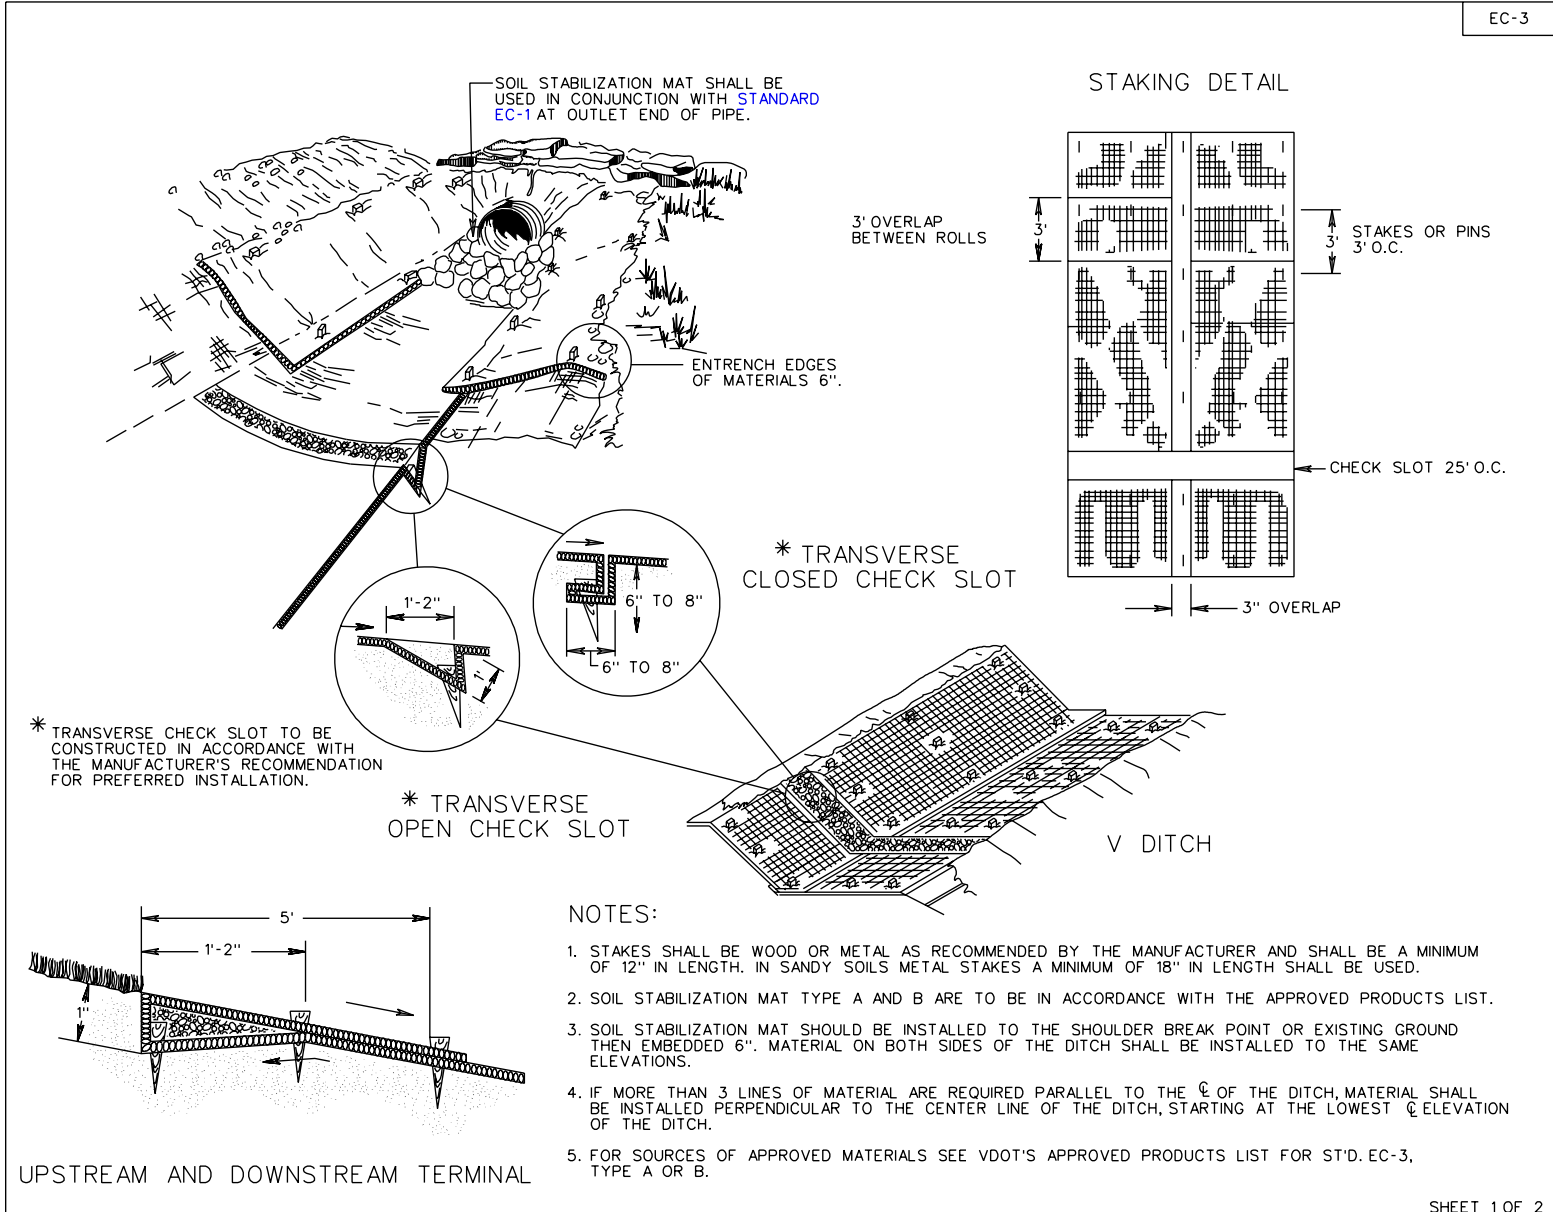 EC-3
SOIL STABILIZATION MAT SHALL BE
USED IN CONJUNCTION WITH STANDARD
EC-1 AT OUTLET END OF PIPE.
STAKING DETAIL
3' OVERLAP
BETWEEN ROLLS
3'
3'
STAKES OR PINS
3' O.C.
ENTRENCH EDGES
OF MATERIALS 6".
CHECK SLOT 25' O.C.
* TRANSVERSE
CLOSED CHECK SLOT
6" TO 8"
6" TO 8"
3" OVERLAP
1'-2"
1'
* TRANSVERSE CHECK SLOT TO BE
CONSTRUCTED IN ACCORDANCE WITH
THE MANUFACTURER'S RECOMMENDATION
FOR PREFERRED INSTALLATION.
* TRANSVERSE
OPEN CHECK SLOT
V DITCH
5'
1'-2"
1"
UPSTREAM AND DOWNSTREAM TERMINAL
NOTES:
1. STAKES SHALL BE WOOD OR METAL AS RECOMMENDED BY THE MANUFACTURER AND SHALL BE A MINIMUM
OF 12" IN LENGTH. IN SANDY SOILS METAL STAKES A MINIMUM OF 18" IN LENGTH SHALL BE USED.
2. SOIL STABILIZATION MAT TYPE A AND B ARE TO BE IN ACCORDANCE WITH THE APPROVED PRODUCTS LIST.
3. SOIL STABILIZATION MAT SHOULD BE INSTALLED TO THE SHOULDER BREAK POINT OR EXISTING GROUND
THEN EMBEDDED 6". MATERIAL ON BOTH SIDES OF THE DITCH SHALL BE INSTALLED TO THE SAME
ELEVATIONS.
4. IF MORE THAN 3 LINES OF MATERIAL ARE REQUIRED PARALLEL TO THE ℄ OF THE DITCH, MATERIAL SHALL
BE INSTALLED PERPENDICULAR TO THE CENTER LINE OF THE DITCH, STARTING AT THE LOWEST ℄ ELEVATION
OF THE DITCH.
5. FOR SOURCES OF APPROVED MATERIALS SEE VDOT'S APPROVED PRODUCTS LIST FOR ST'D. EC-3,
TYPE A OR B.
SHEET 1 OF 2